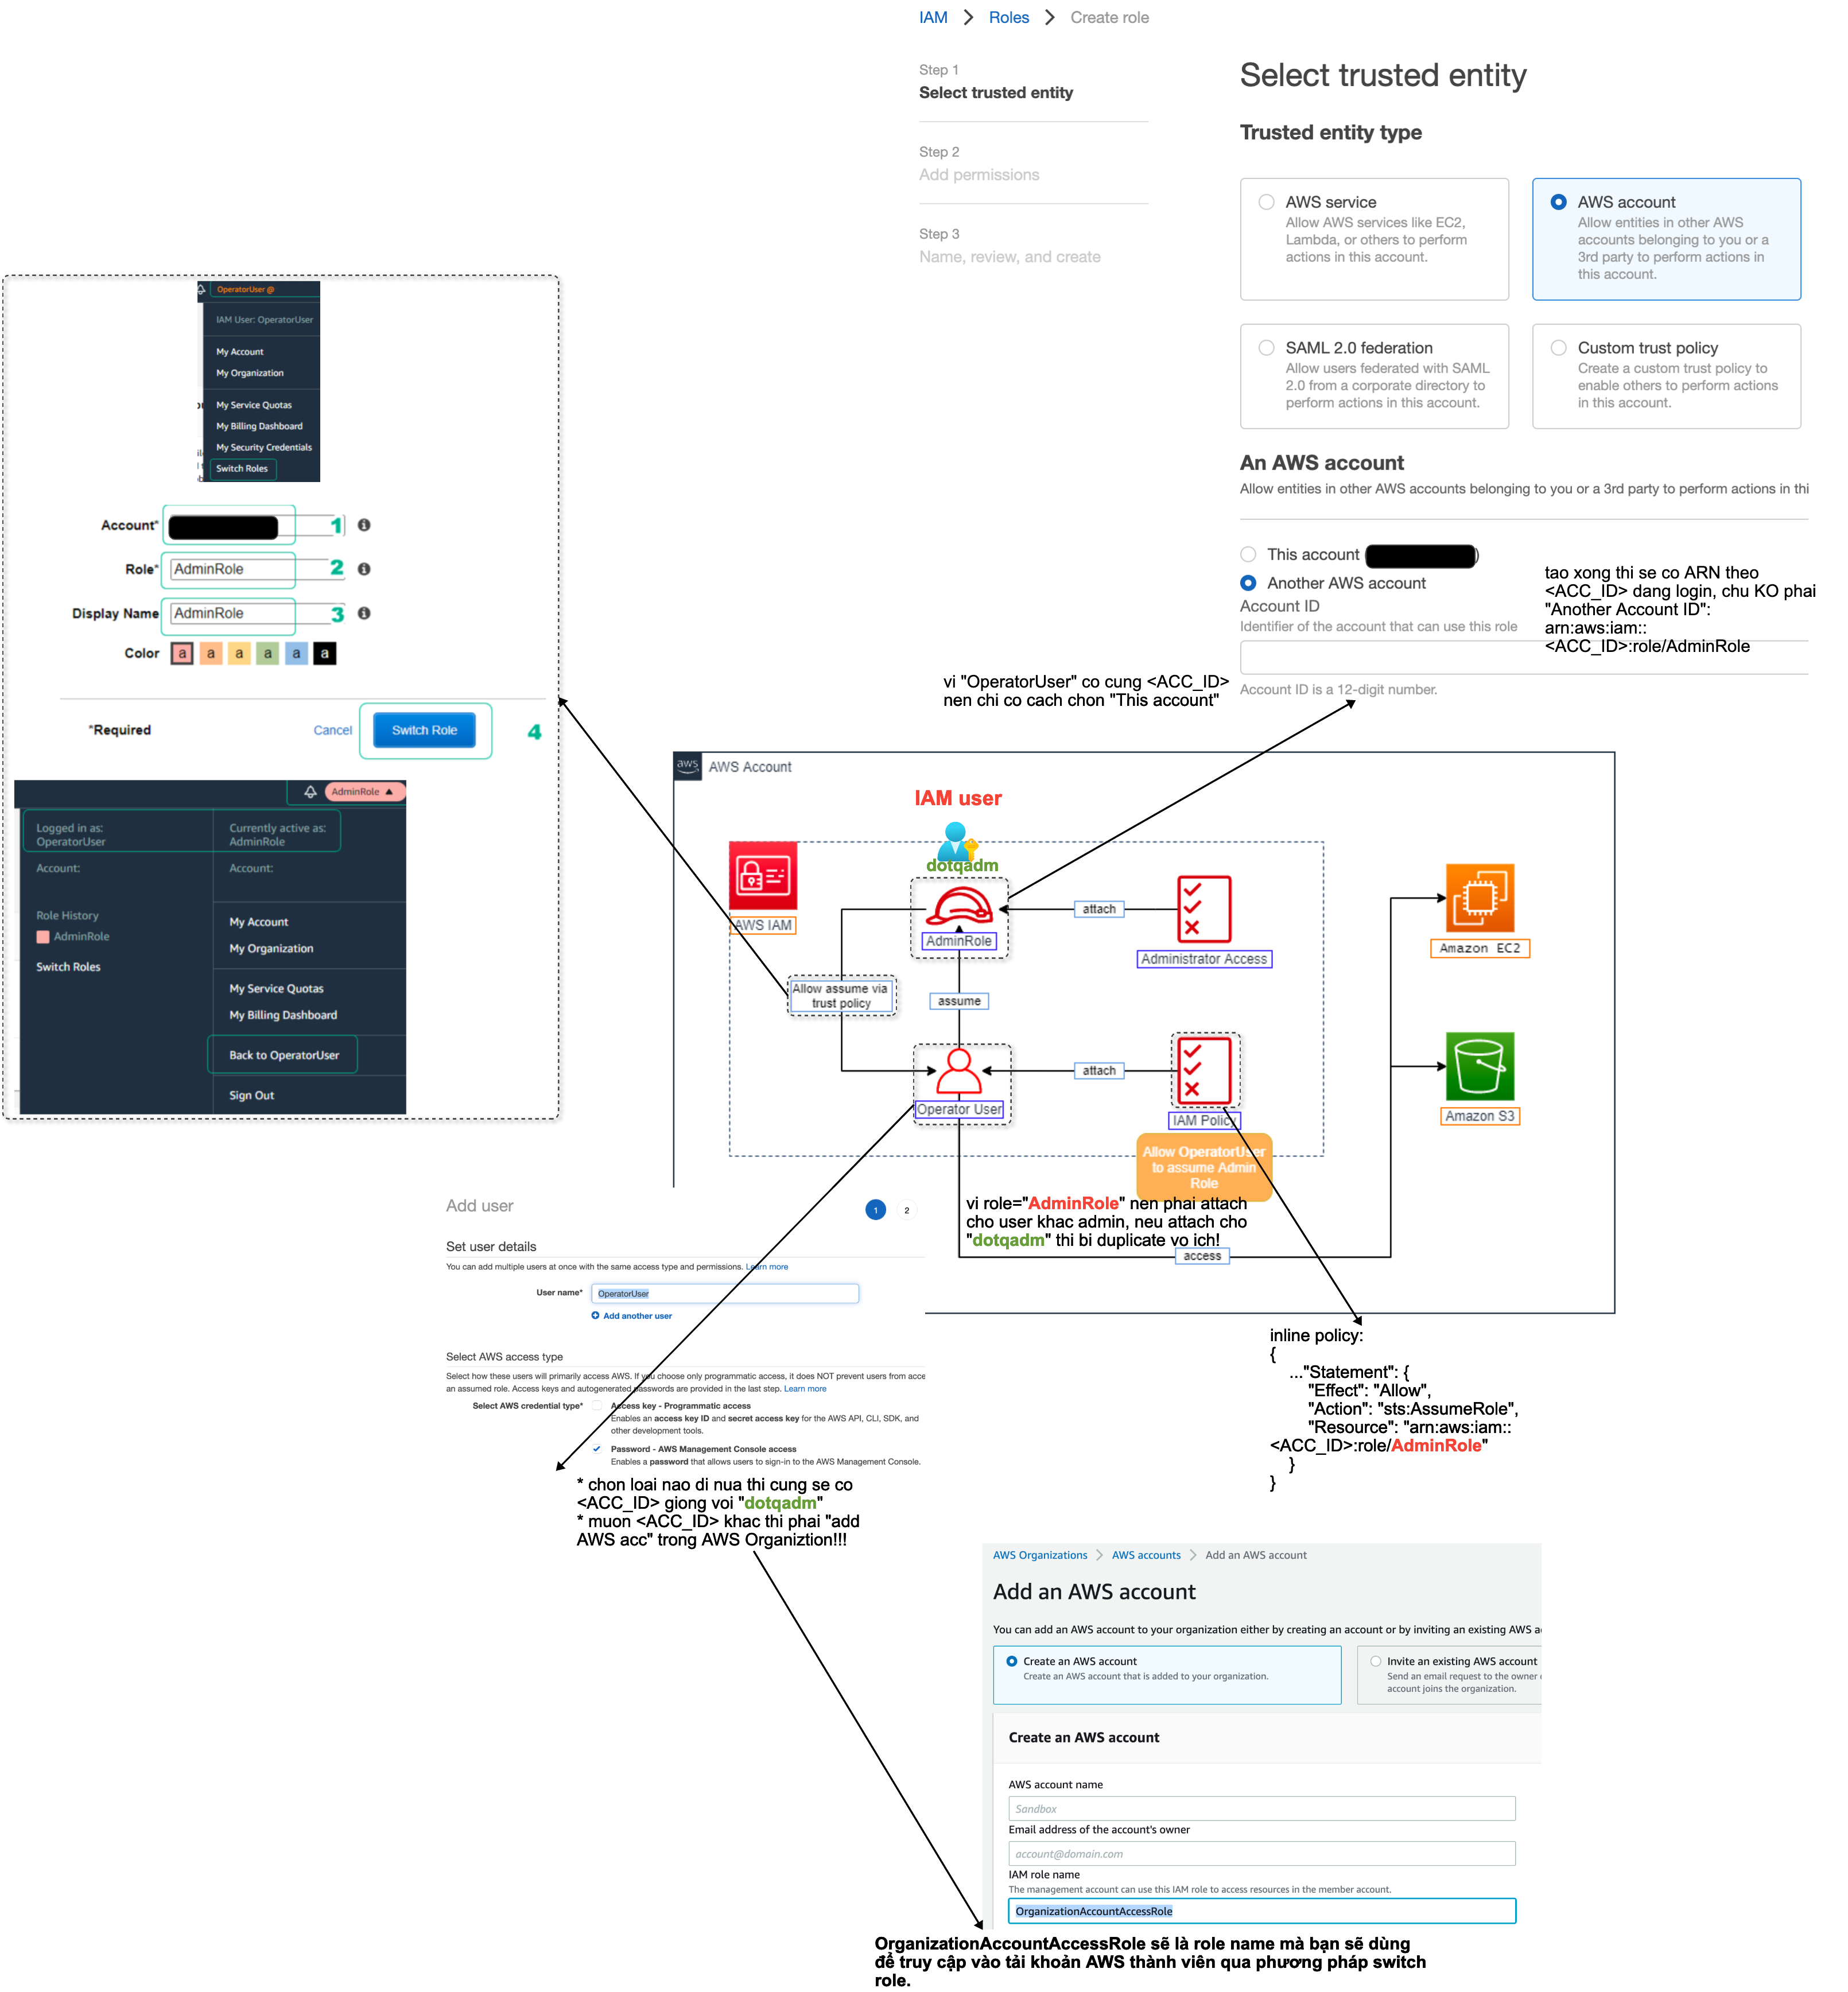 IAM > Roles > Create role
Step 1
Select trusted entity
Step 2
Add permissions
Step 3
Name, review, and create
Select trusted entity
Trusted entity type
AWS service
Allow AWS services like EC2,
Lambda, or others to perform
actions in this account.
AWS account
Allow entities in other AWS
accounts belonging to you or a
3rd party to perform actions in
this account.
SAML 2.0 federation
Allow users federated with SAML
2.0 from a corporate directory to
perform actions in this account.
Custom trust policy
Create a custom trust policy to
enable others to perform actions
in this account.
An AWS account
Allow entities in other AWS accounts belonging to you or a 3rd party to perform actions in thi
This account
)
Another AWS account
Account ID
Identifier of the account that can use this role
Account ID is a 12-digit number.
tao xong thi se co ARN theo
<ACC_ID> dang login, chu KO phai
"Another Account ID":
arn:aws:iam::
<ACC_ID>:role/AdminRole
vi "OperatorUser" co cung <ACC_ID>
nen chi co cach chon "This account"
OperatorUser @
IAM User: OperatorUser
My Account
My Organization
My Service Quotas
My Billing Dashboard
My Security Credentials
Switch Roles
Account*
1
Role*
AdminRole
2
Display Name
AdminRole
3
Color
a a a a a a
*Required
Cancel
Switch Role
4
AdminRole ▲
Logged in as:
OperatorUser
Account:
Role History
AdminRole
Switch Roles
Currently active as:
AdminRole
Account:
My Account
My Organization
My Service Quotas
My Billing Dashboard
Back to OperatorUser
Sign Out
aws
AWS Account
IAM user
dotqadm
AWS IAM
AdminRole
attach
Administrator Access
Allow assume via
trust policy
assume
Operator User
attach
IAM Policy
Allow OperatorUser
to assume Admin
Role
Amazon EC2
Amazon S3
vi role="AdminRole" nen phai attach
cho user khac admin, neu attach cho
"dotqadm" thi bi duplicate vo ich!
access
Add user
1
2
Set user details
You can add multiple users at once with the same access type and permissions. Learn more
User name*
OperatorUser
Add another user
Select AWS access type
Select how these users will primarily access AWS. If you choose only programmatic access, it does NOT prevent users from acce
an assumed role. Access keys and autogenerated passwords are provided in the last step. Learn more
Select AWS credential type*
Access key - Programmatic access
Enables an access key ID and secret access key for the AWS API, CLI, SDK, and
other development tools.
Password - AWS Management Console access
Enables a password that allows users to sign-in to the AWS Management Console.
* chon loai nao di nua thi cung se co
<ACC_ID> giong voi "dotqadm"
* muon <ACC_ID> khac thi phai "add
AWS acc" trong AWS Organiztion!!!
inline policy:
{
..."Statement": {
"Effect": "Allow",
"Action": "sts:AssumeRole",
"Resource": "arn:aws:iam::
<ACC_ID>:role/AdminRole"
}
}
AWS Organizations > AWS accounts > Add an AWS account
Add an AWS account
You can add an AWS account to your organization either by creating an account or by inviting an existing AWS a
Create an AWS account
Create an AWS account that is added to your organization.
Invite an existing AWS account
Send an email request to the owner
account joins the organization.
Create an AWS account
AWS account name
Sandbox
Email address of the account's owner
account@domain.com
IAM role name
The management account can use this IAM role to access resources in the member account.
OrganizationAccountAccessRole
OrganizationAccountAccessRole sẽ là role name mà bạn sẽ dùng
để truy cập vào tải khoản AWS thành viên qua phương pháp switch
role.